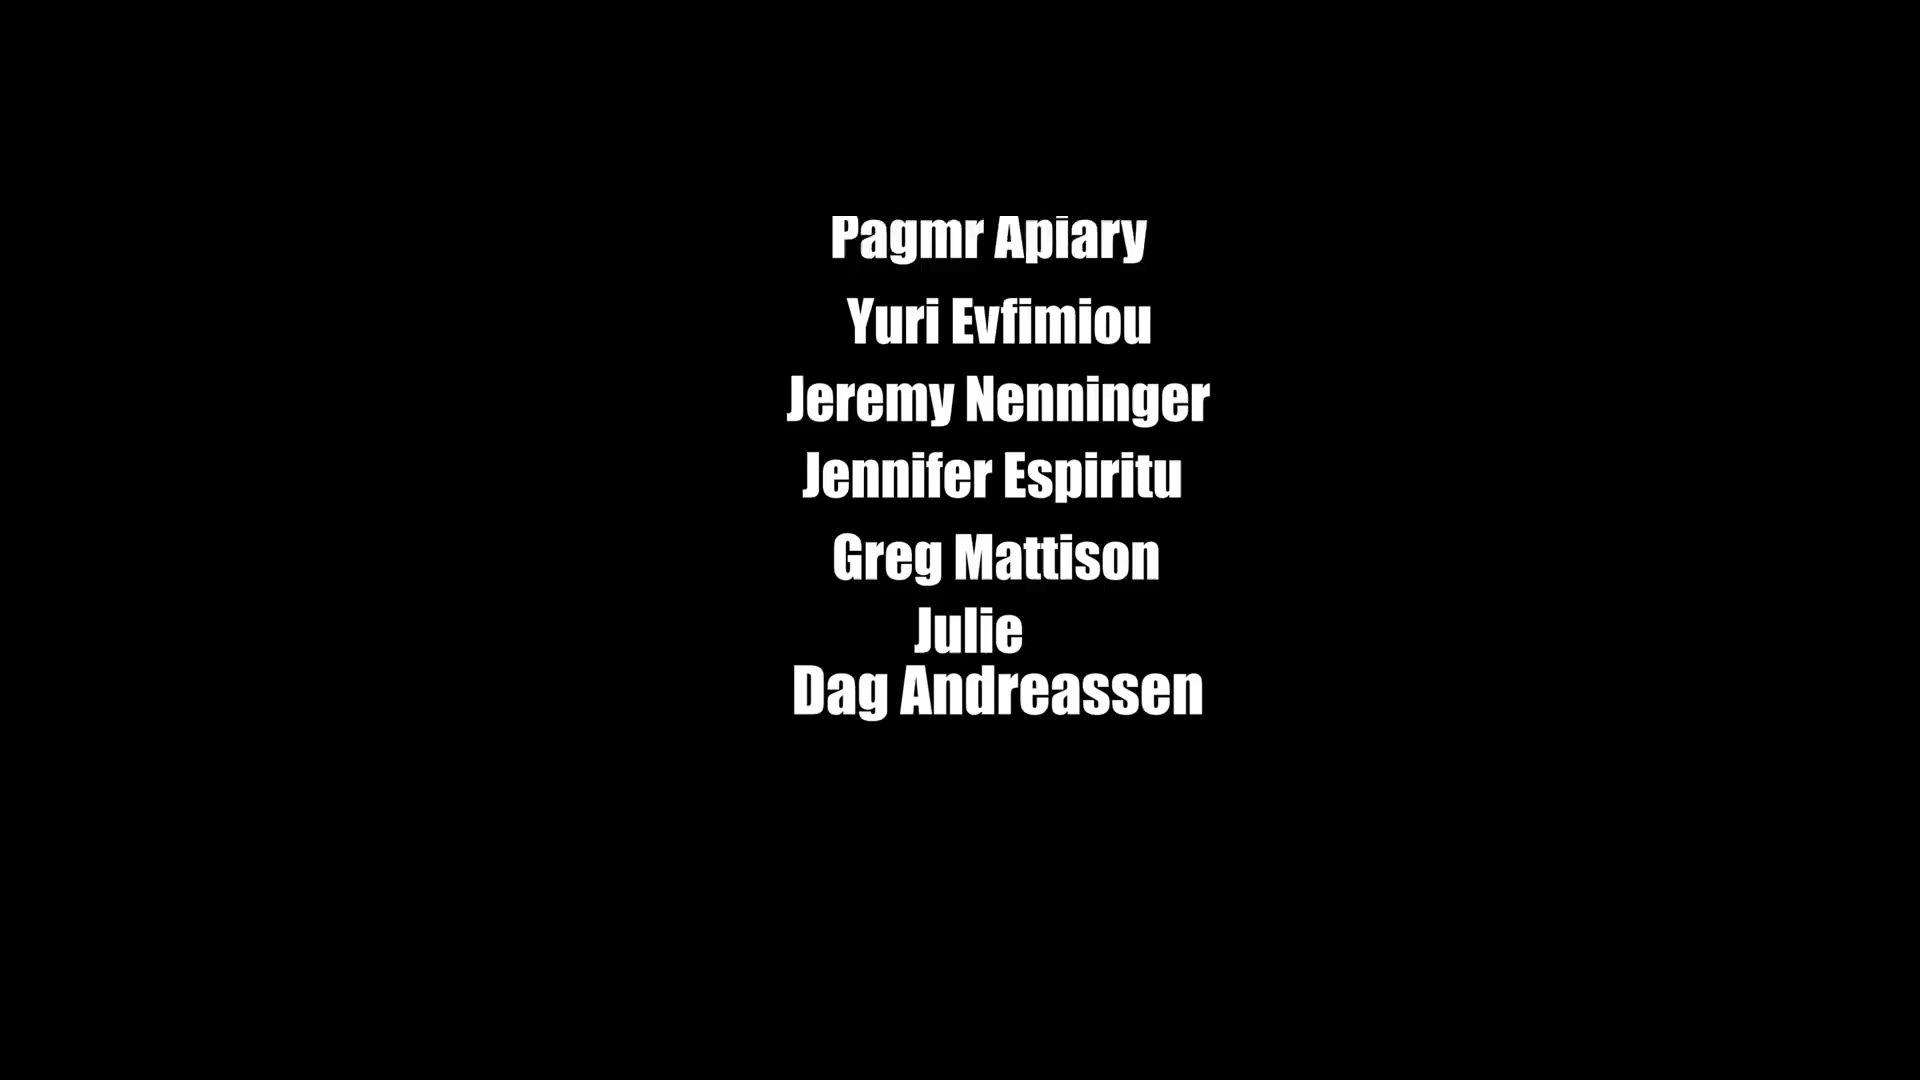 Pagmr Apiary
Yuri Evfimiou
Jeremy Nenninger
Jennifer Espiritu
Greg Mattison
Julie
Dag Andreassen